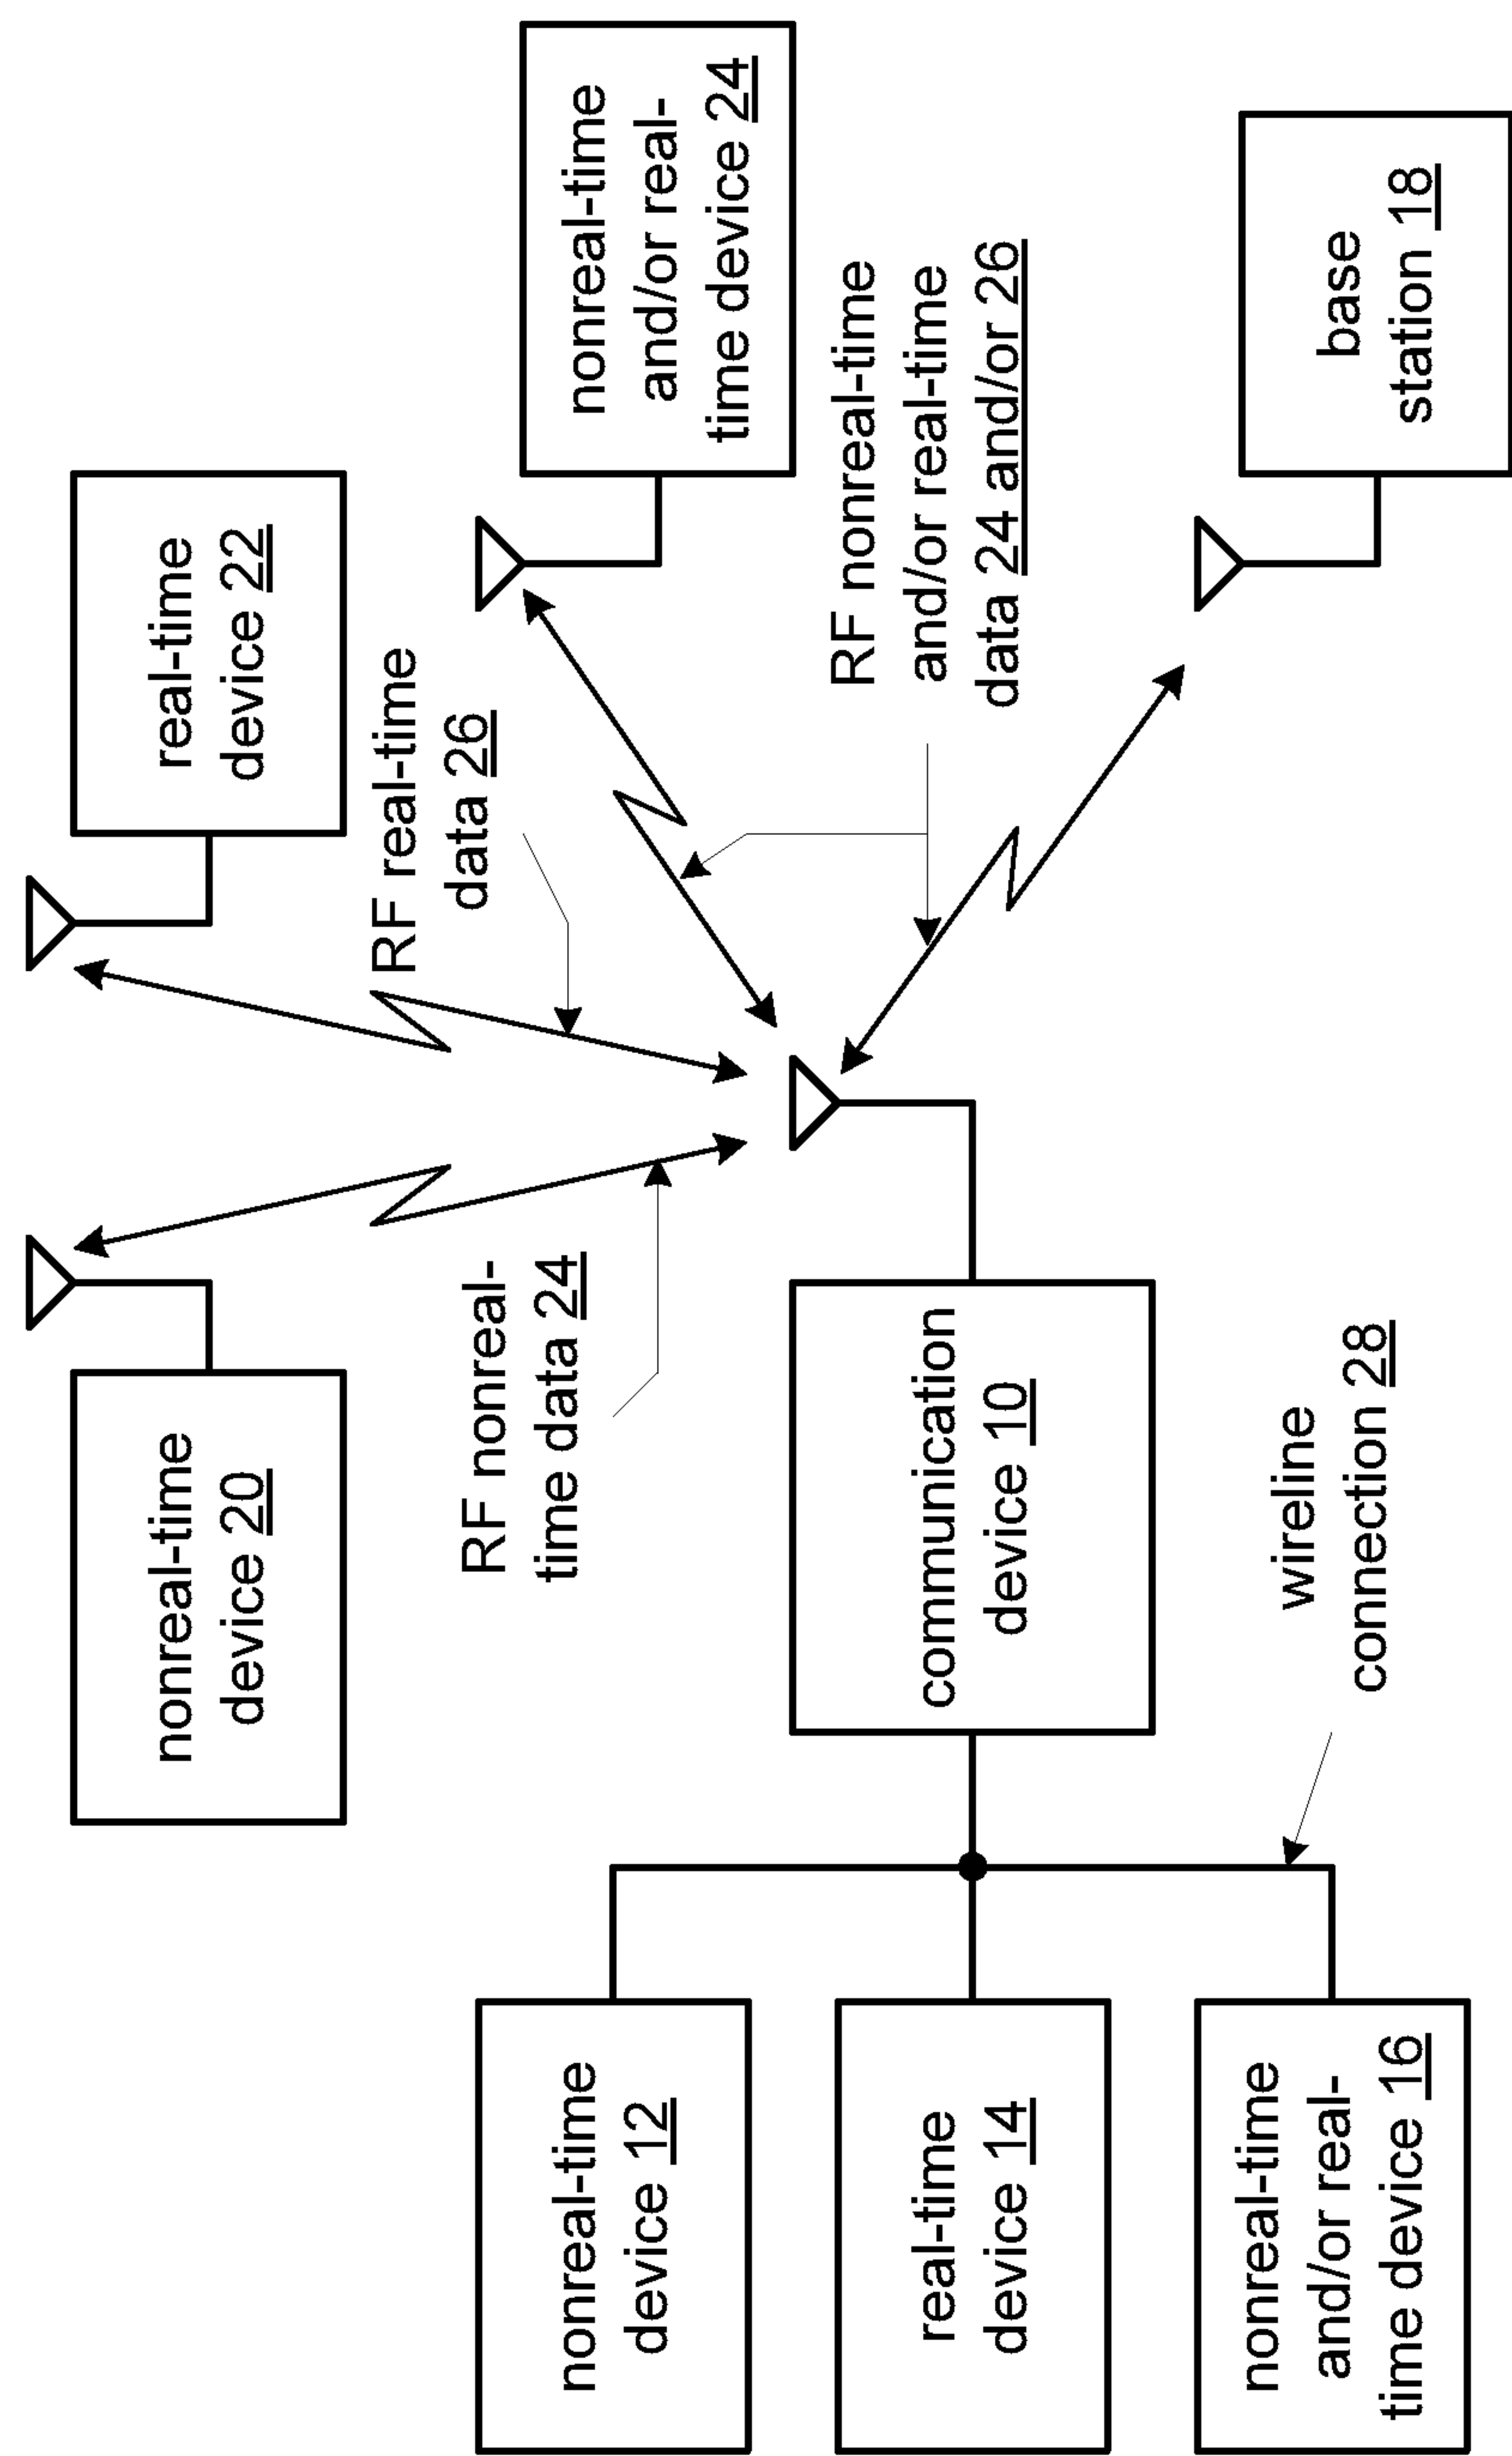 nonreal-time
device 20
real-time
device 22
RF real-time
data 26
nonreal-time
and/or real-
time device 24
RF nonreal-
time data 24
RF nonreal-time
and/or real-time
data 24 and/or 26
nonreal-time
device 12
real-time
device 14
nonreal-time
and/or real-
time device 16
communication
device 10
wireline
connection 28
base
station 18